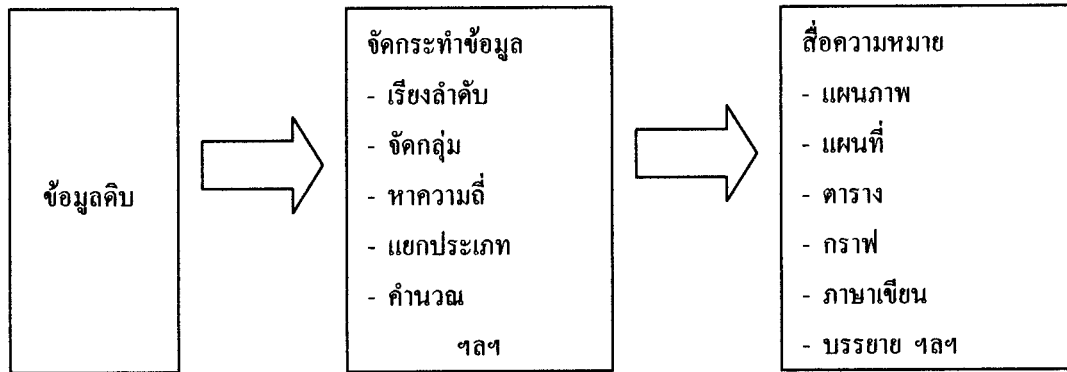 ข้อมูลดิบ
จัดกระทำข้อมูล
- เรียงลำดับ
- จัดกลุ่ม
- หาความถี่
- แยกประเภท
- คำนวณ
ฯลฯ
สื่อความหมาย
- แผนภาพ
- แผนที่
- ตาราง
- กราฟ
- ภาษาเขียน
- บรรยาย ฯลฯ